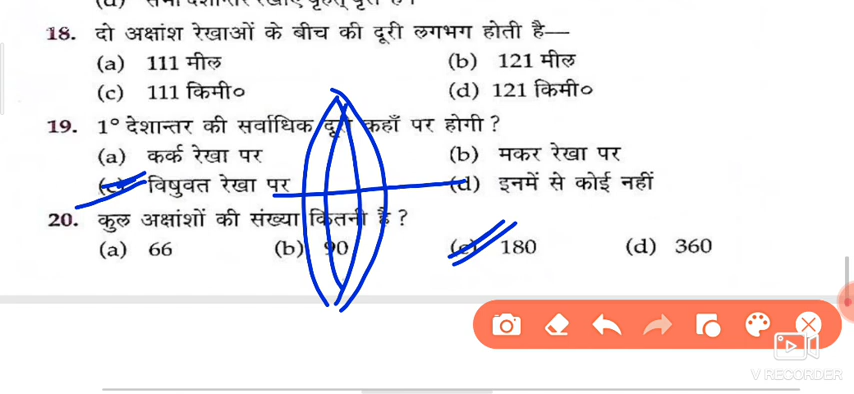 18. दो अक्षांश रेखाओं के बीच की दूरी लगभग होती है—
(a) 111 मील (b) 121 मील
(c) 111 किमी० (d) 121 किमी०
19. 1° देशान्तर की सर्वाधिक दूरी कहाँ पर होगी ?
(a) कर्क रेखा पर (b) मकर रेखा पर
(c) विषुवत रेखा पर (d) इनमें से कोई नहीं
20. कुल अक्षांशों की संख्या कितनी है ?
(a) 66 (b) 90 (c) 180 (d) 360
V RECORDER